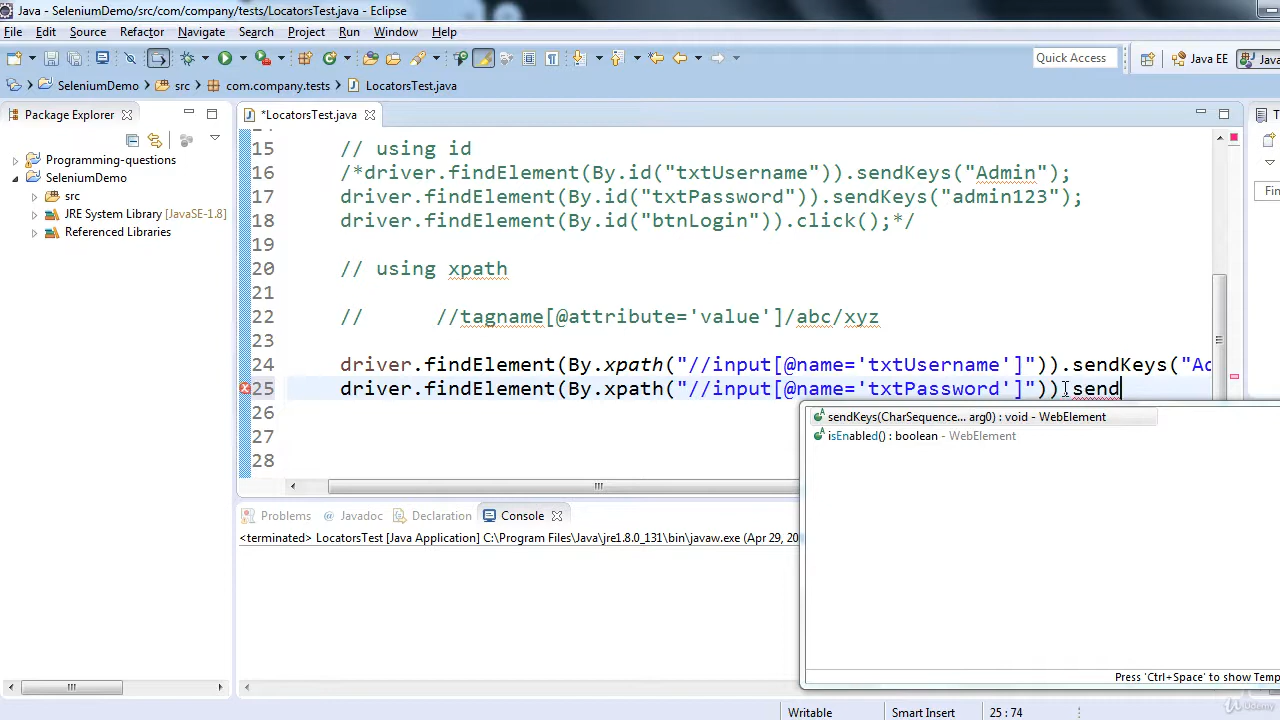 Java - SeleniumDemo/src/com/company/tests/LocatorsTest.java - Eclipse
File Edit Source Refactor Navigate Search Project Run Window Help
Quick Access Java EE Java
SeleniumDemo src com.company.tests LocatorsTest.java
Package Explorer
Programming-questions
SeleniumDemo
src
JRE System Library [JavaSE-1.8]
Referenced Libraries
*LocatorsTest.java
15 // using id
16 /*driver.findElement(By.id("txtUsername")).sendKeys("Admin");
17 driver.findElement(By.id("txtPassword")).sendKeys("admin123");
18 driver.findElement(By.id("btnLogin")).click();*/
19
20 // using xpath
21
22 // //tagname[@attribute='value']/abc/xyz
23
24 driver.findElement(By.xpath("//input[@name='txtUsername']")).sendKeys("Ad
25 driver.findElement(By.xpath("//input[@name='txtPassword']")).send
26
27
28
sendKeys(CharSequence... arg0) : void - WebElement
isEnabled() : boolean - WebElement
Press 'Ctrl+Space' to show Temp
Problems Javadoc Declaration Console
<terminated> LocatorsTest [Java Application] C:\Program Files\Java\jre1.8.0_131\bin\javaw.exe (Apr 29, 20
Writable Smart Insert 25 : 74
Udemy